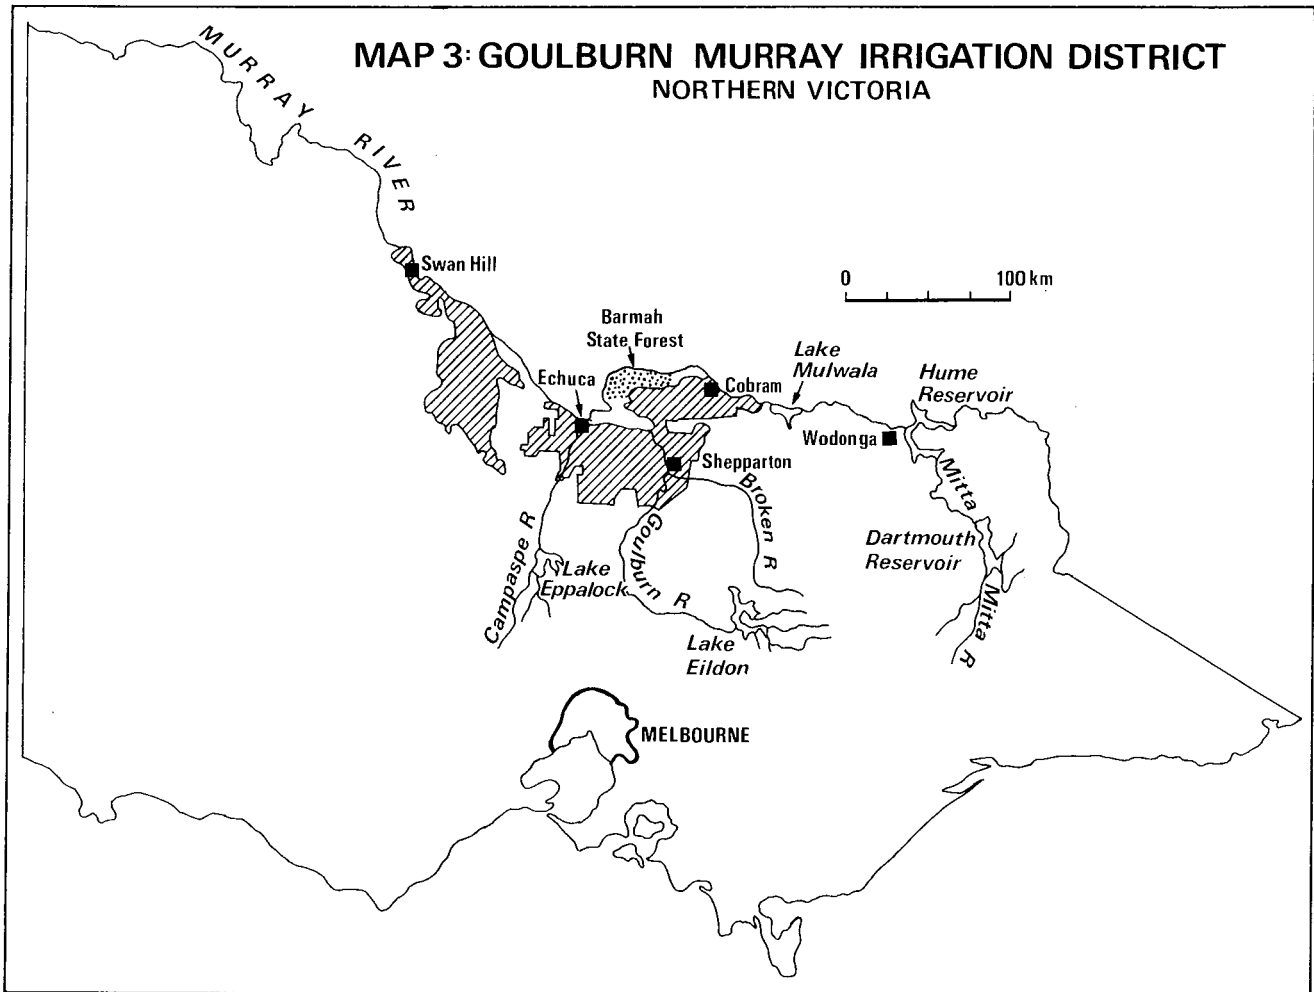 MAP 3: GOULBURN MURRAY IRRIGATION DISTRICT
NORTHERN VICTORIA
MURRAY RIVER
Swan Hill
0 100 km
Barmah
State Forest
Lake
Mulwala
Hume
Reservoir
Echuca
Cobram
Wodonga
Shepparton
Mitta
Broken R
Campaspe R
Goulburn R
Dartmouth
Reservoir
Lake
Eppalock
Mitta R
Lake
Eildon
MELBOURNE